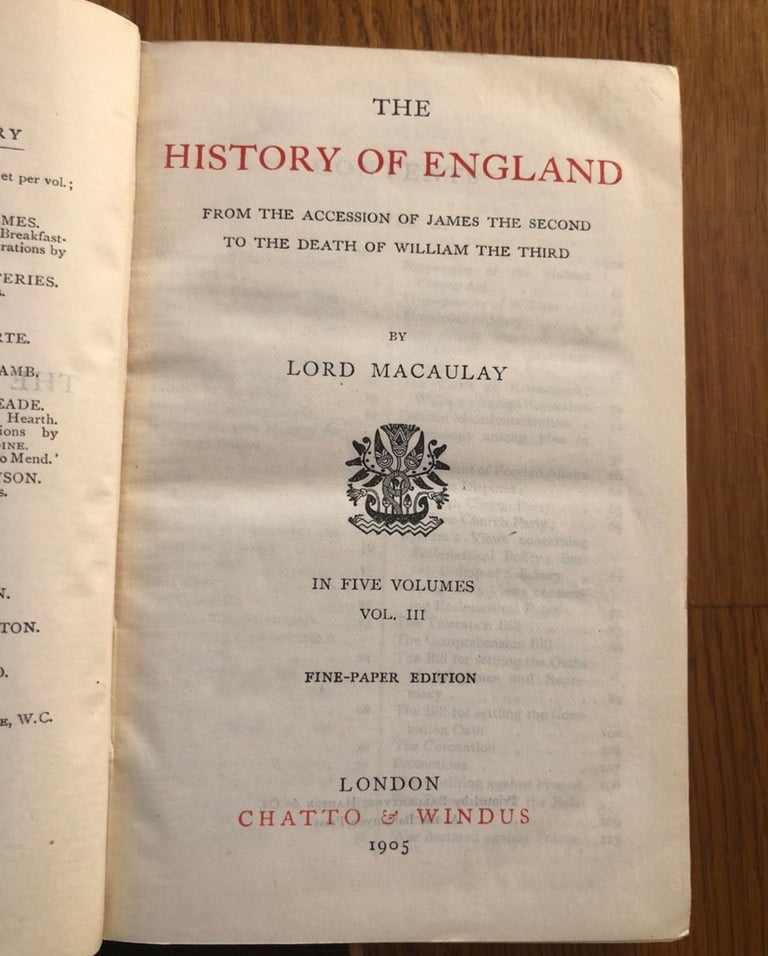 RY
et per vol.;
MES.
Breakfast-
rations by
TERIES.
s.
RTE.
AMB.
EADE.
Hearth.
ions by
DINE.
o Mend.'
SON.
s.
N.
TON.
O.
E, W.C.
THE
HISTORY OF ENGLAND
FROM THE ACCESSION OF JAMES THE SECOND
TO THE DEATH OF WILLIAM THE THIRD
BY
LORD MACAULAY
IN FIVE VOLUMES
VOL. III
FINE-PAPER EDITION
LONDON
CHATTO & WINDUS
1905